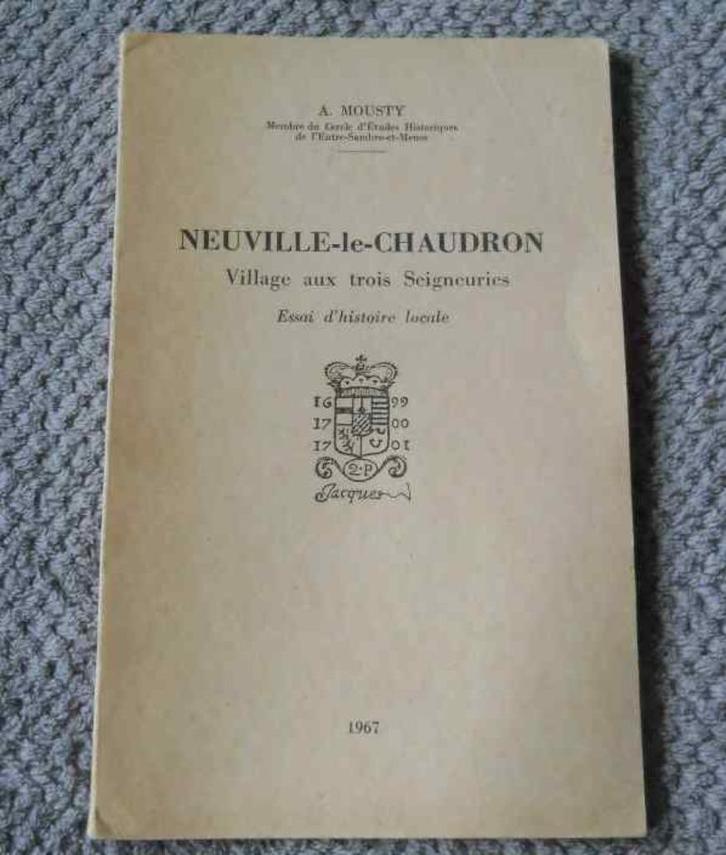 A. MOUSTY
Membre du Cercle d'Études Historiques
de l'Entre-Sambre-et-Meuse
NEUVILLE-le-CHAUDRON
Village aux trois Seigneuries
Essai d'histoire locale
16 99
17 00
17 01
2·P
Jacques
1967